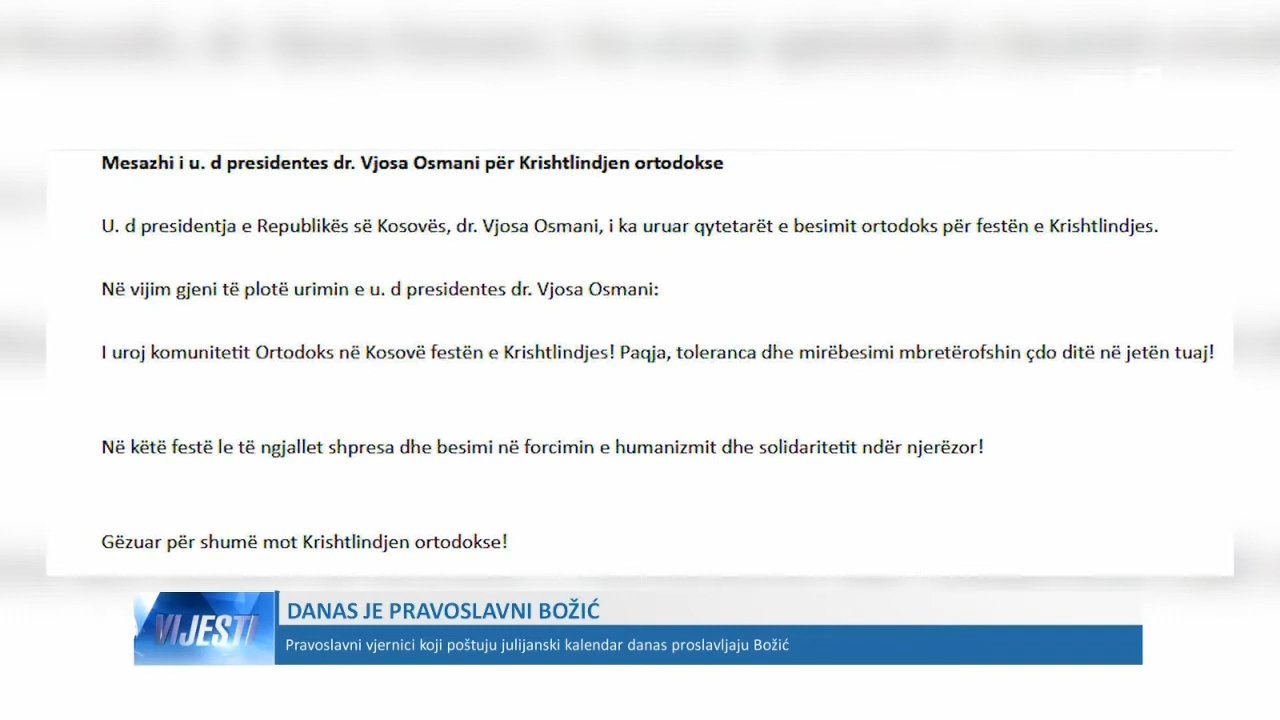 Mesazhi i u. d presidentes dr. Vjosa Osmani për Krishtlindjen ortodokse
U. d presidentja e Republikës së Kosovës, dr. Vjosa Osmani, i ka uruar qytetarët e besimit ortodoks për festën e Krishtlindjes.
Në vijim gjeni të plotë urimin e u. d presidentes dr. Vjosa Osmani:
I uroj komunitetit Ortodoks në Kosovë festën e Krishtlindjes! Paqja, toleranca dhe mirëbesimi mbretërofshin çdo ditë në jetën tuaj!
Në këtë festë le të ngjallet shpresa dhe besimi në forcimin e humanizmit dhe solidaritetit ndër njerëzor!
Gëzuar për shumë mot Krishtlindjen ortodokse!
VIJESTI
DANAS JE PRAVOSLAVNI BOŽIĆ
Pravoslavni vjernici koji poštuju julijanski kalendar danas proslavljaju Božić